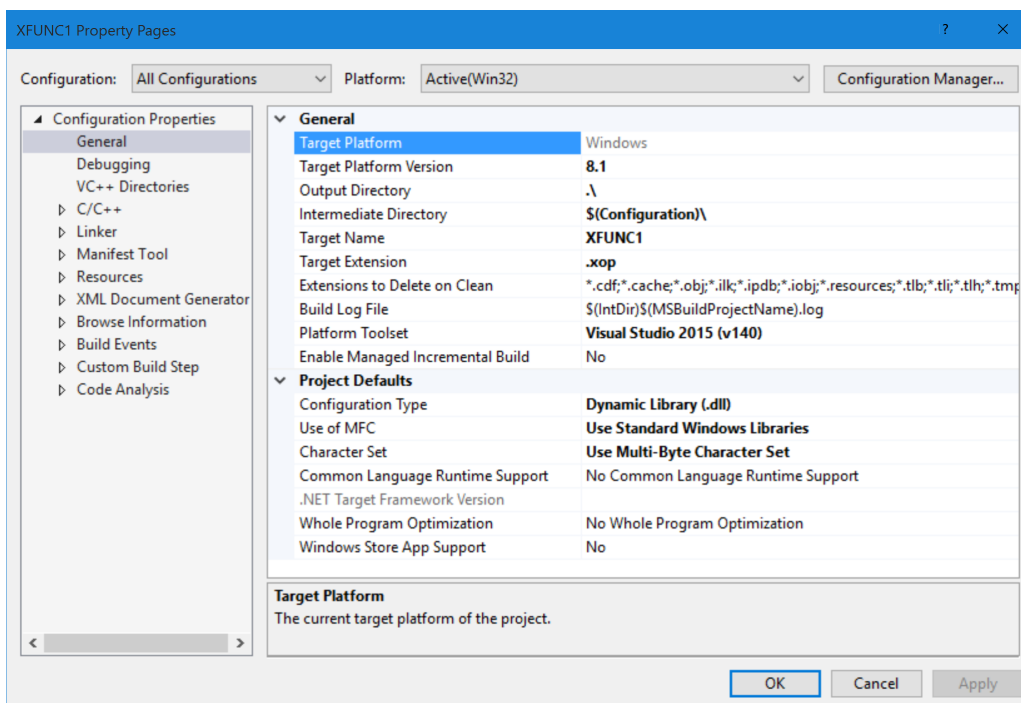 XFUNC1 Property Pages ? ×
Configuration: All Configurations Platform: Active(Win32) Configuration Manager...
Configuration Properties
General
Debugging
VC++ Directories
C/C++
Linker
Manifest Tool
Resources
XML Document Generator
Browse Information
Build Events
Custom Build Step
Code Analysis
General
Target Platform Windows
Target Platform Version 8.1
Output Directory .\
Intermediate Directory $(Configuration)\
Target Name XFUNC1
Target Extension .xop
Extensions to Delete on Clean *.cdf;*.cache;*.obj;*.ilk;*.ipdb;*.iobj;*.resources;*.tlb;*.tli;*.tlh;*.tmp
Build Log File $(IntDir)$(MSBuildProjectName).log
Platform Toolset Visual Studio 2015 (v140)
Enable Managed Incremental Build No
Project Defaults
Configuration Type Dynamic Library (.dll)
Use of MFC Use Standard Windows Libraries
Character Set Use Multi-Byte Character Set
Common Language Runtime Support No Common Language Runtime Support
.NET Target Framework Version
Whole Program Optimization No Whole Program Optimization
Windows Store App Support No
Target Platform
The current target platform of the project.
OK Cancel Apply